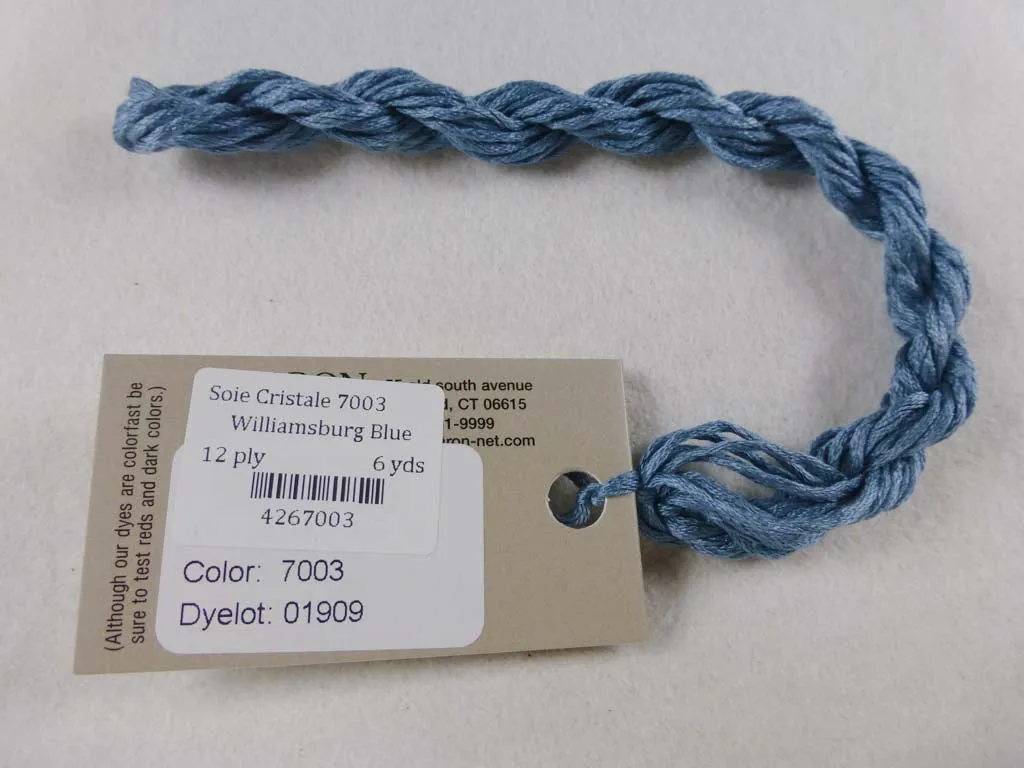 south avenue
, CT 06615
1-9999
ron-net.com
Soie Cristale 7003
Williamsburg Blue
12 ply 6 yds
4267003
Color: 7003
Dyelot: 01909
(Although our dyes are colorfast be
sure to test reds and dark colors.)